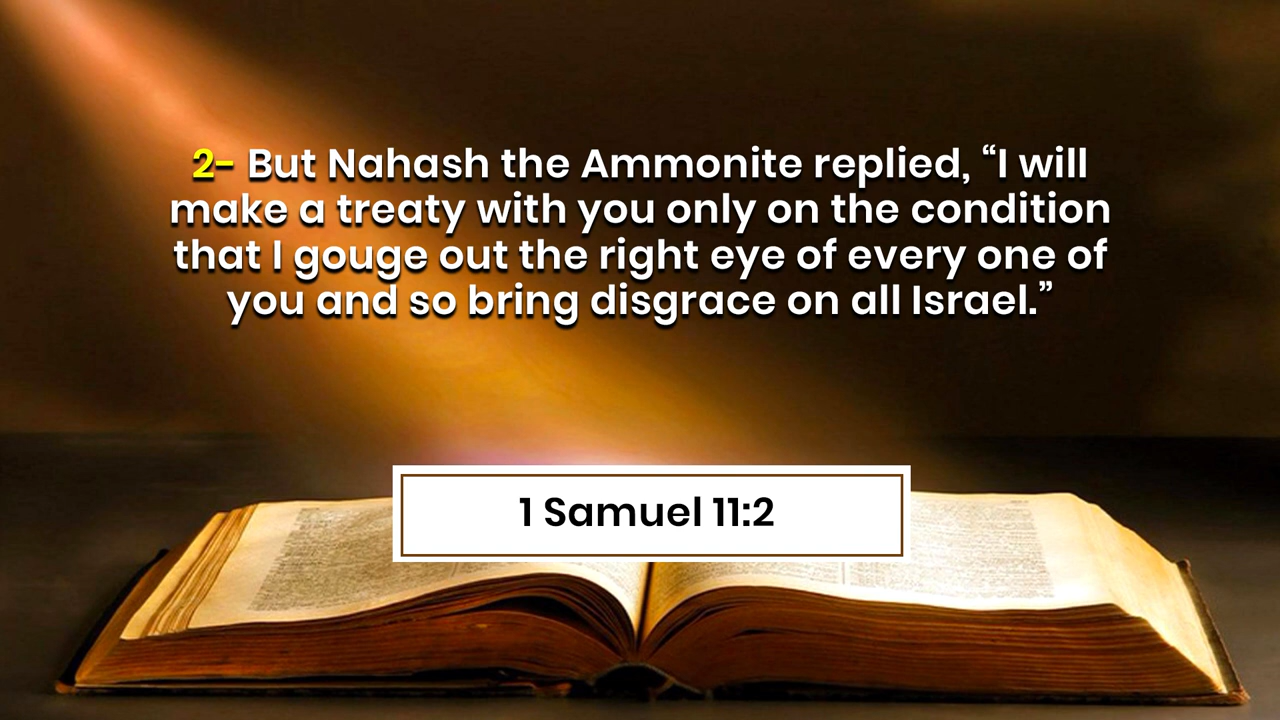 2- But Nahash the Ammonite replied, “I will
make a treaty with you only on the condition
that I gouge out the right eye of every one of
you and so bring disgrace on all Israel.”
1 Samuel 11:2